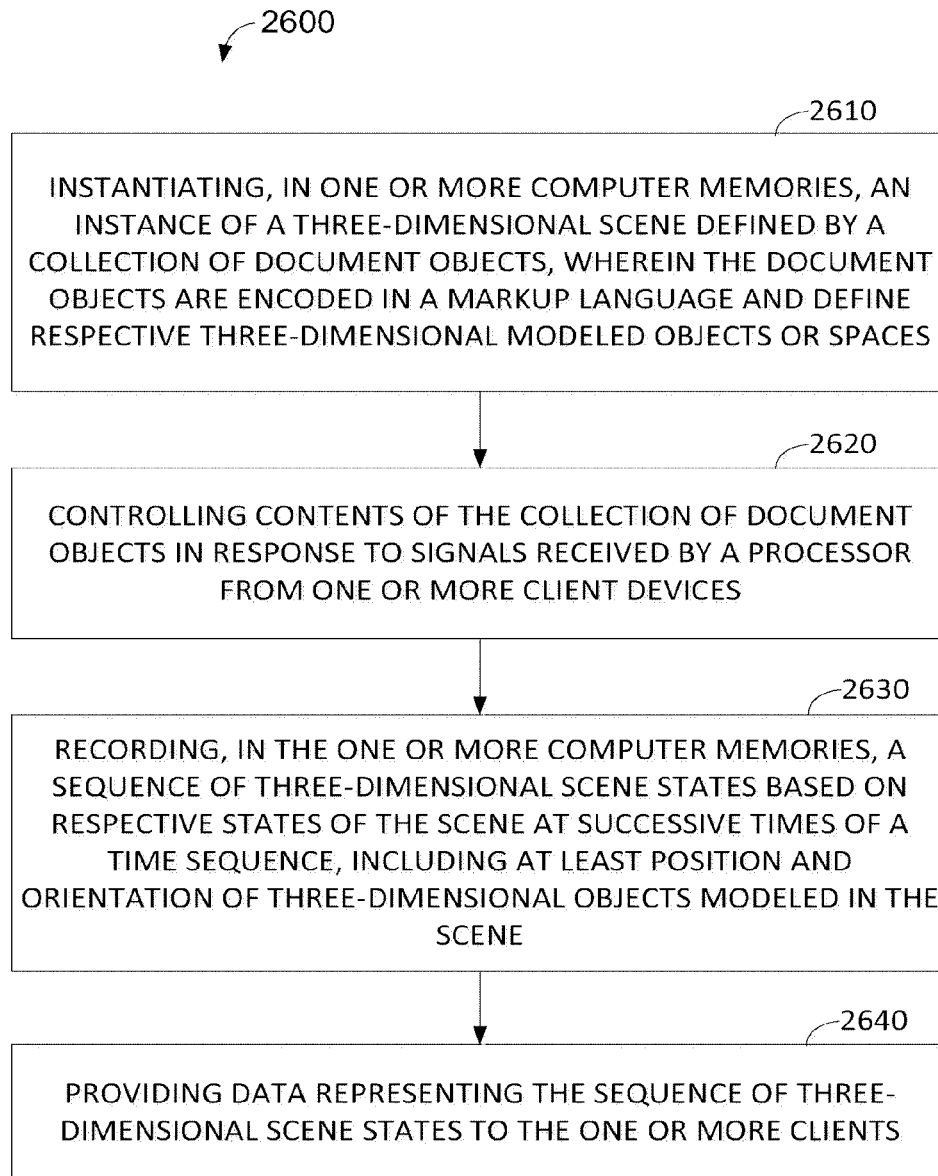 2600
2610
INSTANTIATING, IN ONE OR MORE COMPUTER MEMORIES, AN
INSTANCE OF A THREE-DIMENSIONAL SCENE DEFINED BY A
COLLECTION OF DOCUMENT OBJECTS, WHEREIN THE DOCUMENT
OBJECTS ARE ENCODED IN A MARKUP LANGUAGE AND DEFINE
RESPECTIVE THREE-DIMENSIONAL MODELED OBJECTS OR SPACES
2620
CONTROLLING CONTENTS OF THE COLLECTION OF DOCUMENT
OBJECTS IN RESPONSE TO SIGNALS RECEIVED BY A PROCESSOR
FROM ONE OR MORE CLIENT DEVICES
2630
RECORDING, IN THE ONE OR MORE COMPUTER MEMORIES, A
SEQUENCE OF THREE-DIMENSIONAL SCENE STATES BASED ON
RESPECTIVE STATES OF THE SCENE AT SUCCESSIVE TIMES OF A
TIME SEQUENCE, INCLUDING AT LEAST POSITION AND
ORIENTATION OF THREE-DIMENSIONAL OBJECTS MODELED IN THE
SCENE
2640
PROVIDING DATA REPRESENTING THE SEQUENCE OF THREE-
DIMENSIONAL SCENE STATES TO THE ONE OR MORE CLIENTS